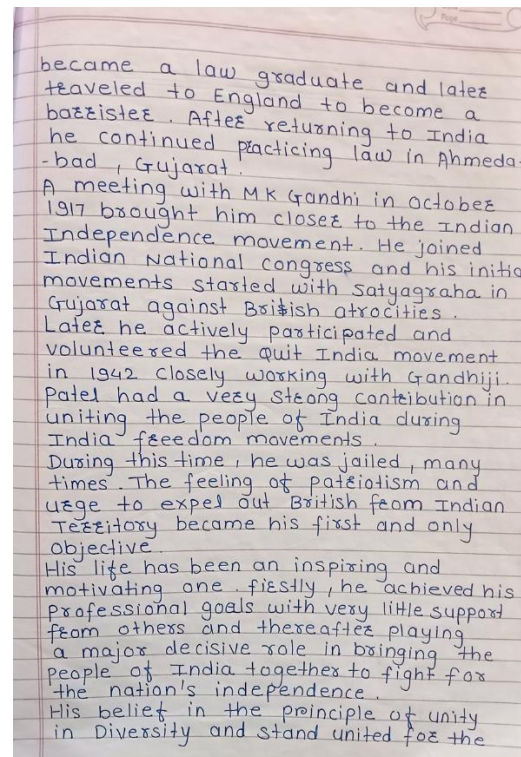 Page
became a law graduate and later
traveled to England to become a
barrister. After returning to India
he continued practicing law in Ahmeda-
-bad, Gujarat.
A meeting with MK Gandhi in october
1917 brought him closer to the Indian
Independence movement. He joined
Indian National congress and his initia
movements started with satyagraha in
Gujarat against British atrocities.
Later he actively participated and
volunteered the Quit India movement
in 1942 closely working with Gandhiji.
Patel had a very strong contribution in
uniting the people of India during
India freedom movements.
During this time, he was jailed, many
times. The feeling of patriotism and
urge to expel out British from Indian
Territory became his first and only
objective.
His life has been an inspiring and
motivating one. firstly, he achieved his
professional goals with very little support
from others and thereafter playing
a major decisive role in bringing the
People of India together to fight for
the nation's independence.
His belief in the principle of unity
in Diversity and stand united for the